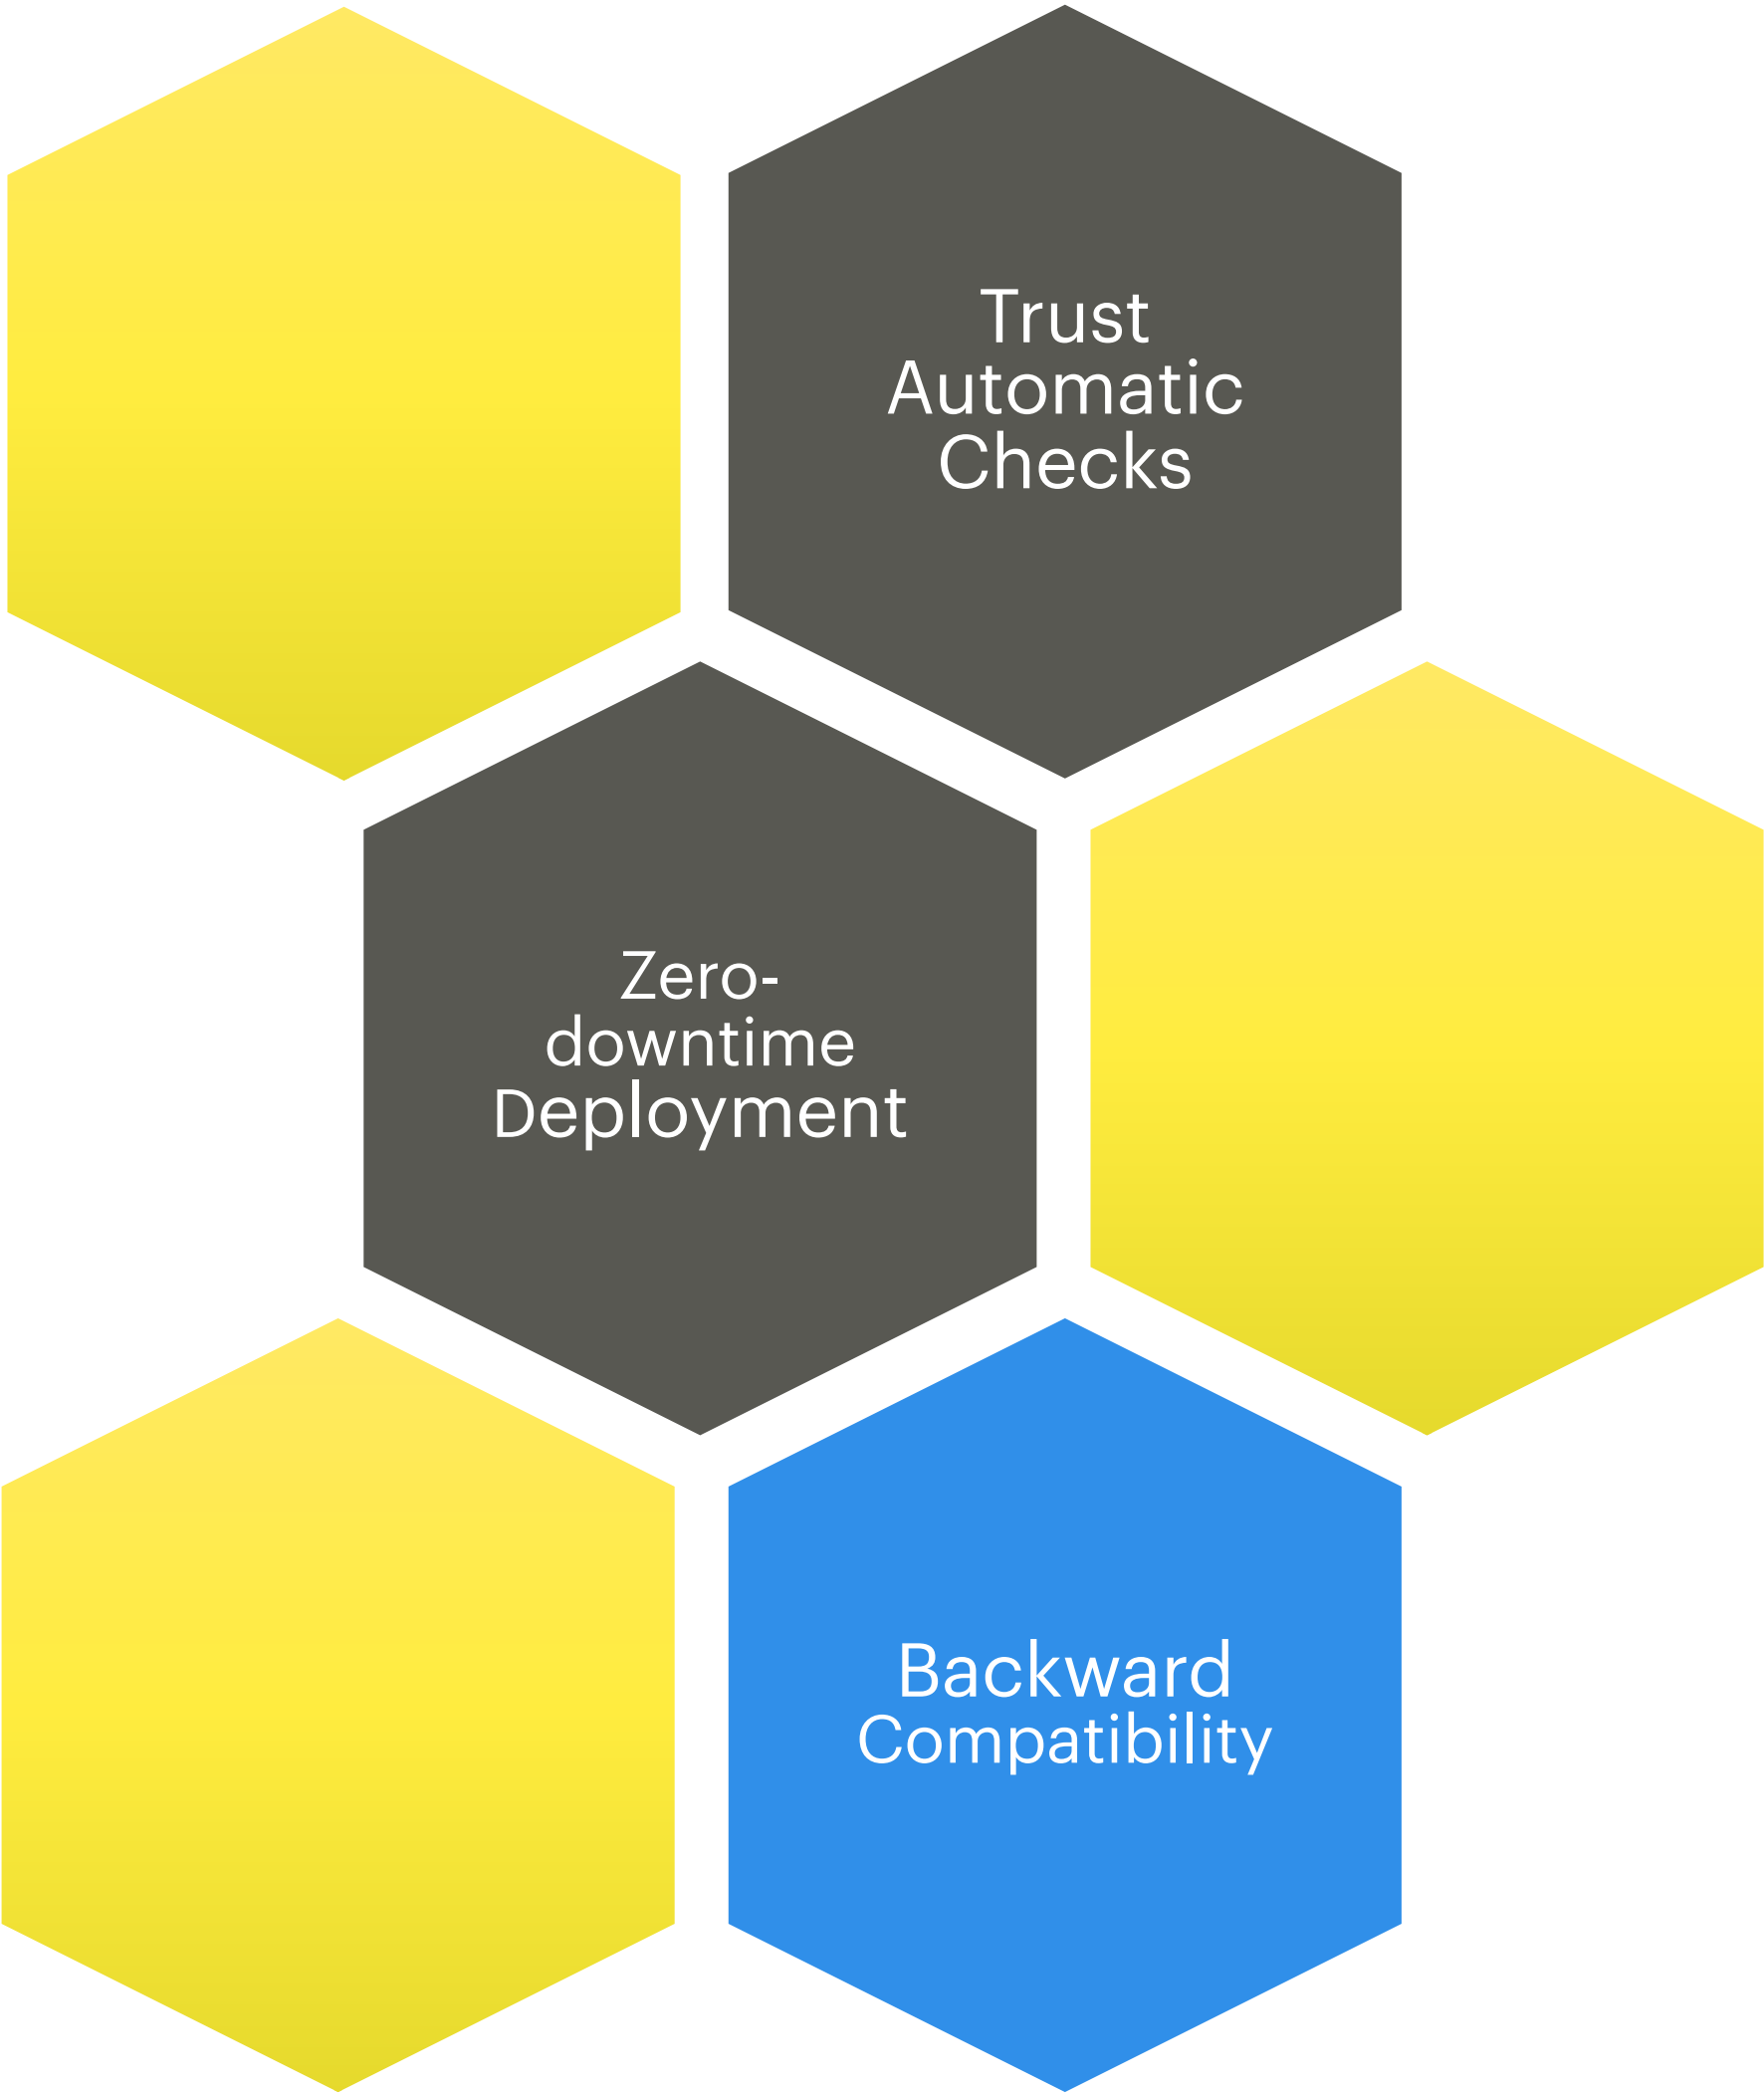 Trust
Automatic
Checks
Zero-
downtime
Deployment
Backward
Compatibility